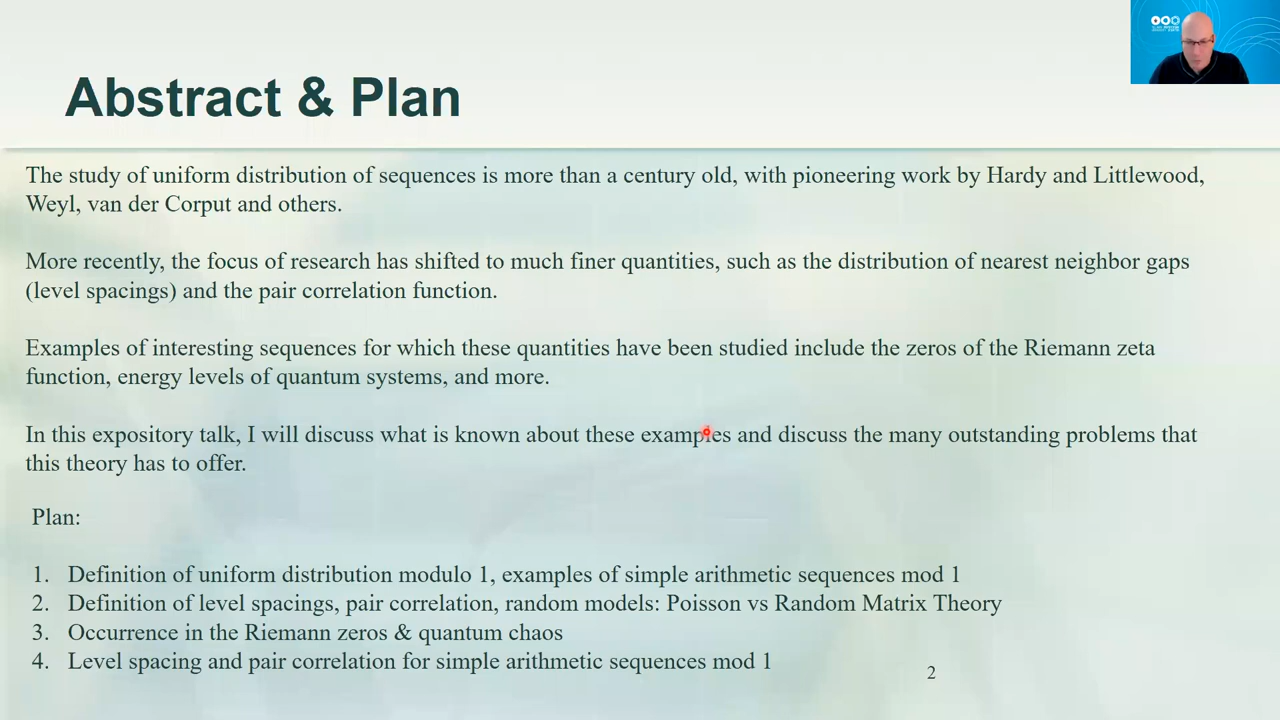 Abstract & Plan
The study of uniform distribution of sequences is more than a century old, with pioneering work by Hardy and Littlewood,
Weyl, van der Corput and others.
More recently, the focus of research has shifted to much finer quantities, such as the distribution of nearest neighbor gaps
(level spacings) and the pair correlation function.
Examples of interesting sequences for which these quantities have been studied include the zeros of the Riemann zeta
function, energy levels of quantum systems, and more.
In this expository talk, I will discuss what is known about these examples and discuss the many outstanding problems that
this theory has to offer.
Plan:
1. Definition of uniform distribution modulo 1, examples of simple arithmetic sequences mod 1
2. Definition of level spacings, pair correlation, random models: Poisson vs Random Matrix Theory
3. Occurrence in the Riemann zeros & quantum chaos
4. Level spacing and pair correlation for simple arithmetic sequences mod 1
2